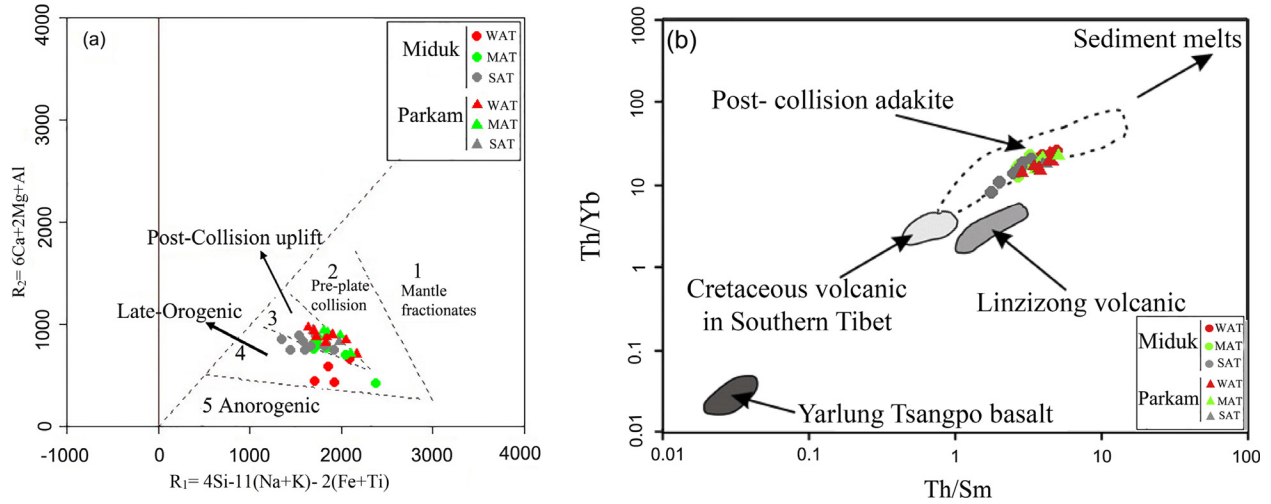 (a)
4000
3000
2000
1000
0
R₂= 6Ca+2Mg+Al
-1000
0
1000
2000
3000
4000
R₁= 4Si-11(Na+K)- 2(Fe+Ti)
Miduk
WAT
MAT
SAT
Parkam
WAT
MAT
SAT
Post-Collision uplift
Late-Orogenic
1
Mantle
fractionates
2
Pre-plate
collision
3
4
5 Anorogenic
(b)
1000
100
10
1
0.1
0.01
Th/Yb
0.01
0.1
1
10
100
Th/Sm
Sediment melts
Post- collision adakite
Cretaceous volcanic
in Southern Tibet
Linzizong volcanic
Yarlung Tsangpo basalt
Miduk
WAT
MAT
SAT
Parkam
WAT
MAT
SAT